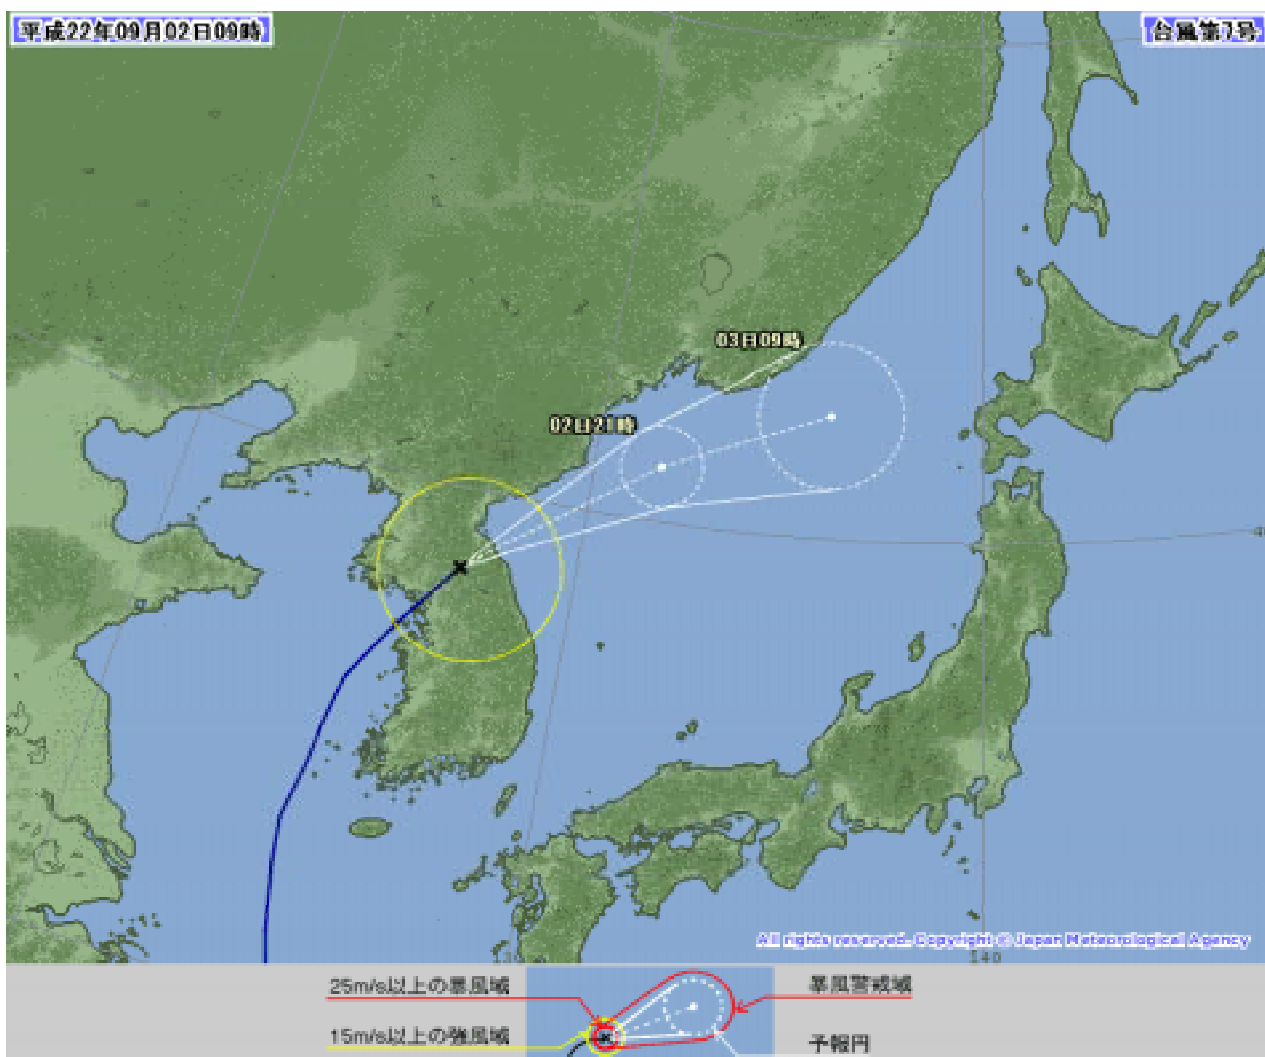 平成22年09月02日09時
台風第7号
03日09時
02日21時
All rights reserved. Copyright © Japan Meteorological Agency
130
140
25m/s以上の暴風域
暴風警戒域
15m/s以上の強風域
予報円